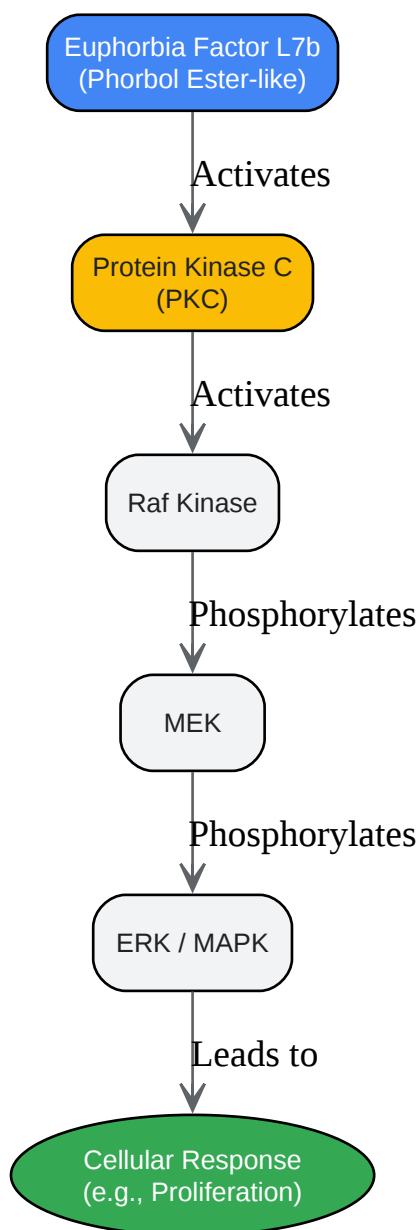 Euphorbia Factor L7b
(Phorbol Ester-like)
Activates
Protein Kinase C
(PKC)
Activates
Raf Kinase
Phosphorylates
MEK
Phosphorylates
ERK / MAPK
Leads to
Cellular Response
(e.g., Proliferation)